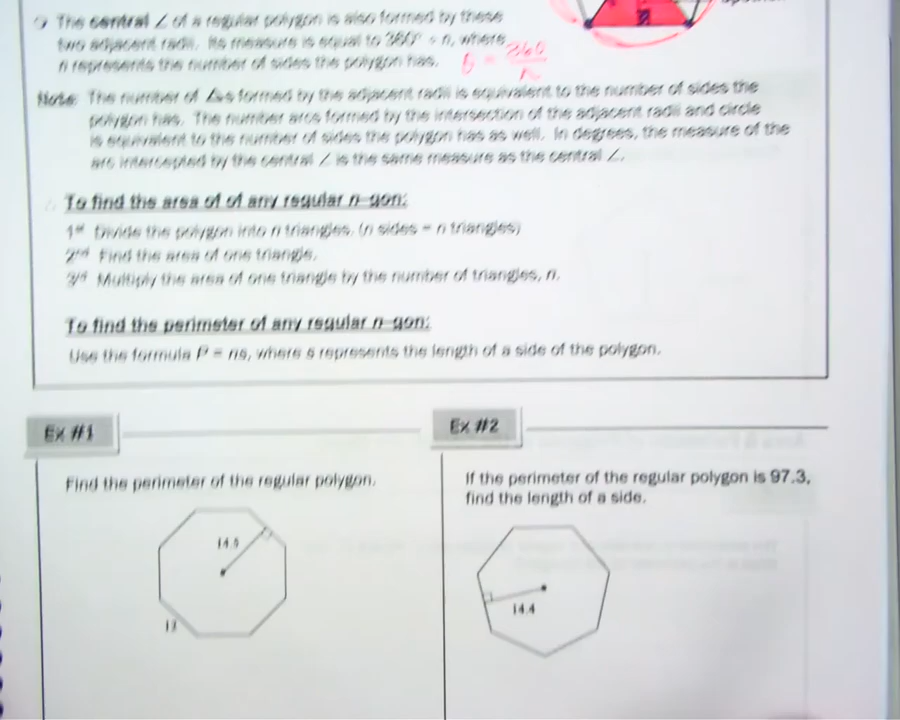 The central ∠ of a regular polygon is also formed by these
two adjacent radii. Its measure is equal to 360° ÷ n, where
n represents the number of sides the polygon has.
= 360
n
Note: The number of Δs formed by the adjacent radii is equivalent to the number of sides the
polygon has. The number arcs formed by the intersection of the adjacent radii and circle
is equivalent to the number of sides the polygon has as well. In degrees, the measure of the
arc intercepted by the central ∠ is the same measure as the central ∠.
To find the area of of any regular n-gon:
1st Divide the polygon into n triangles. (n sides = n triangles)
2nd Find the area of one triangle.
3rd Multiply the area of one triangle by the number of triangles, n.
To find the perimeter of any regular n-gon:
Use the formula P = ns, where s represents the length of a side of the polygon.
Ex #1
Find the perimeter of the regular polygon.
14.5
Ex #2
If the perimeter of the regular polygon is 97.3,
find the length of a side.
14.4